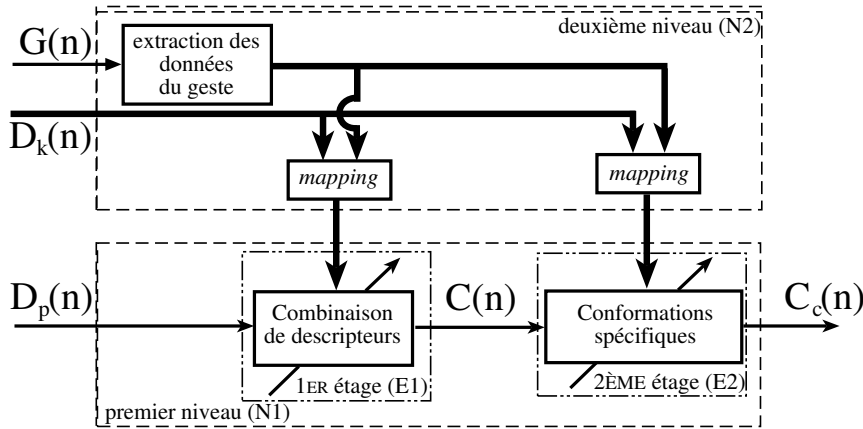 deuxième niveau (N2)
G(n)
extraction des
données
du geste
D_k(n)
mapping
mapping
D_p(n)
Combinaison
de descripteurs
C(n)
Conformations
spécifiques
C_c(n)
1ER étage (E1)
2ÈME étage (E2)
premier niveau (N1)